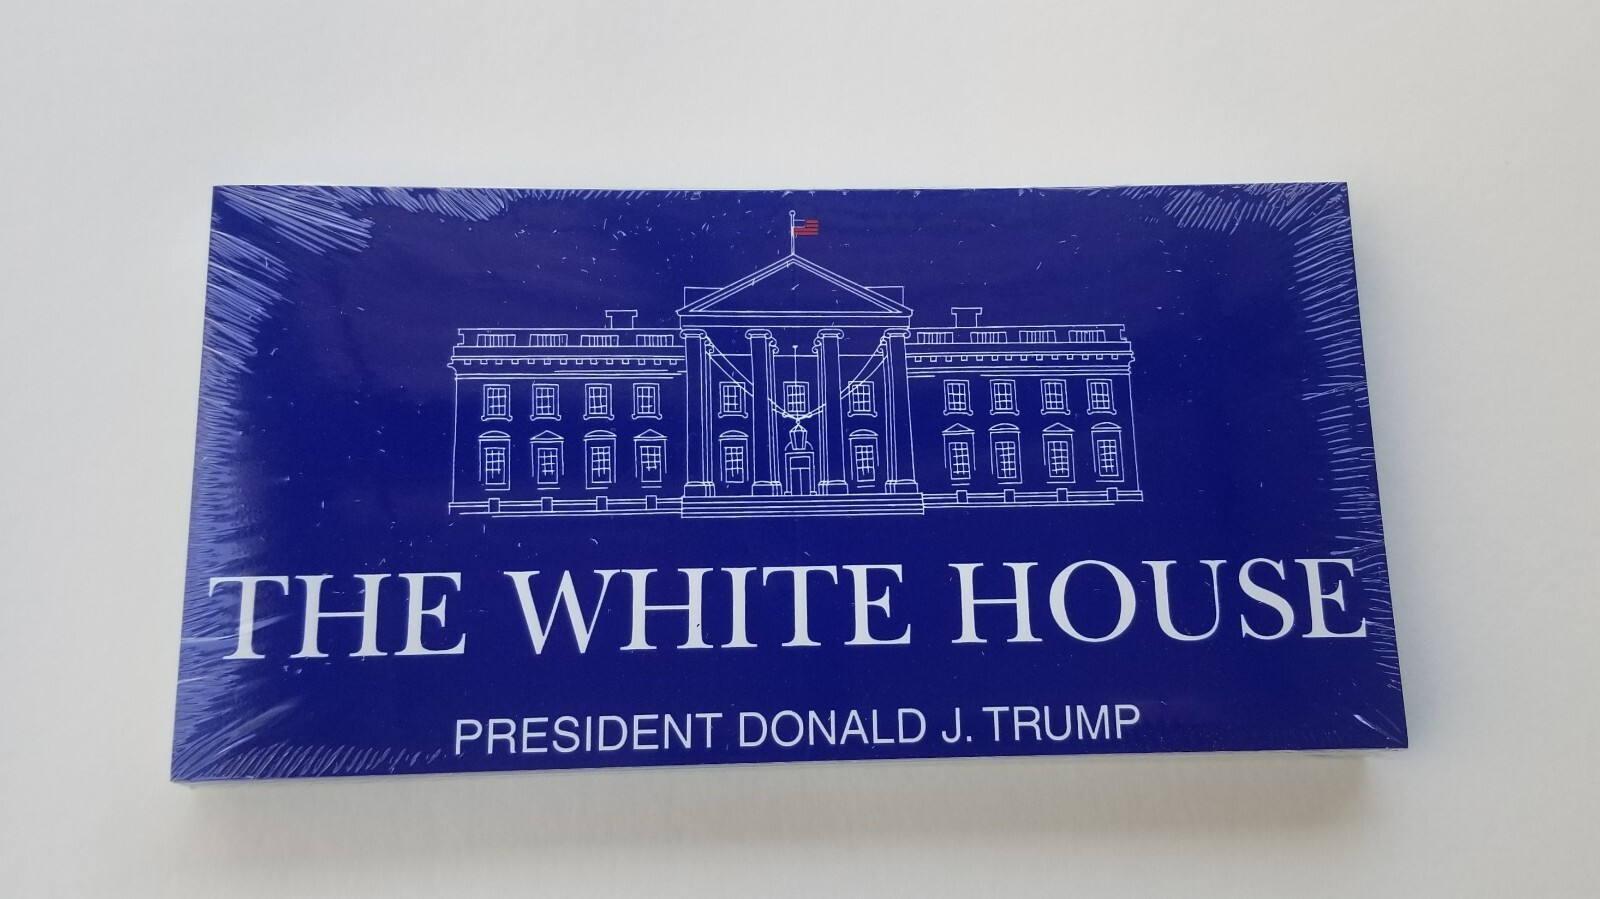 THE WHITE HOUSE
PRESIDENT DONALD J. TRUMP